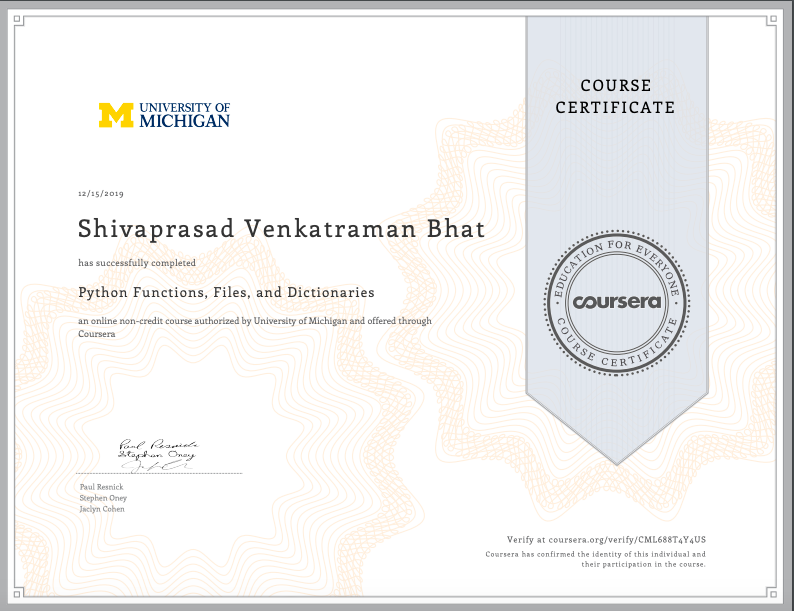 UNIVERSITY OF
MICHIGAN
COURSE
CERTIFICATE
12/15/2019
Shivaprasad Venkatraman Bhat
has successfully completed
Python Functions, Files, and Dictionaries
an online non-credit course authorized by University of Michigan and offered through
Coursera
EDUCATION FOR EVERYONE
coursera
COURSE CERTIFICATE
Paul Resnick
Stephen Oney
Paul Resnick
Stephen Oney
Jaclyn Cohen
Verify at coursera.org/verify/CML688T4Y4US
Coursera has confirmed the identity of this individual and
their participation in the course.